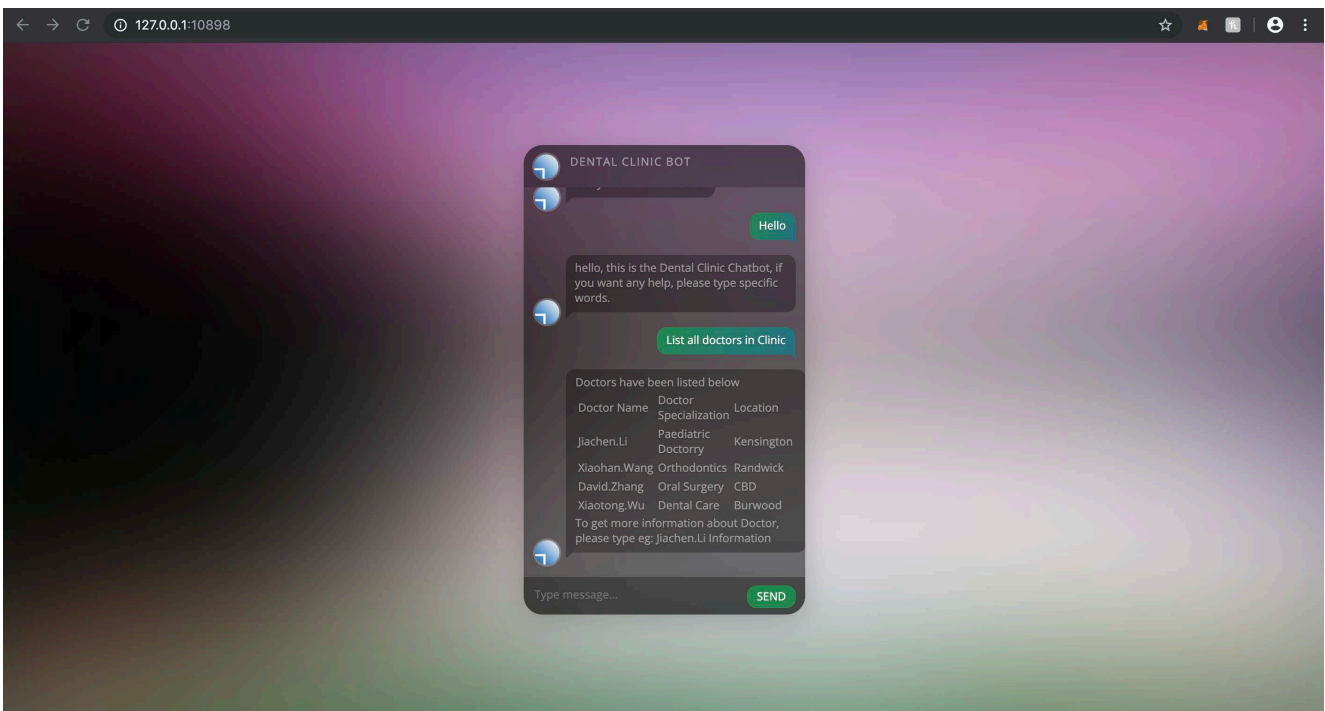 127.0.0.1:10898
DENTAL CLINIC BOT
Hello
hello, this is the Dental Clinic Chatbot, if
you want any help, please type specific
words.
List all doctors in Clinic
Doctors have been listed below
Doctor Name Doctor Specialization Location
Jiachen.Li Paediatric Doctorry Kensington
Xiaohan.Wang Orthodontics Randwick
David.Zhang Oral Surgery CBD
Xiaotong.Wu Dental Care Burwood
To get more information about Doctor,
please type eg: Jiachen.Li Information
Type message...
SEND